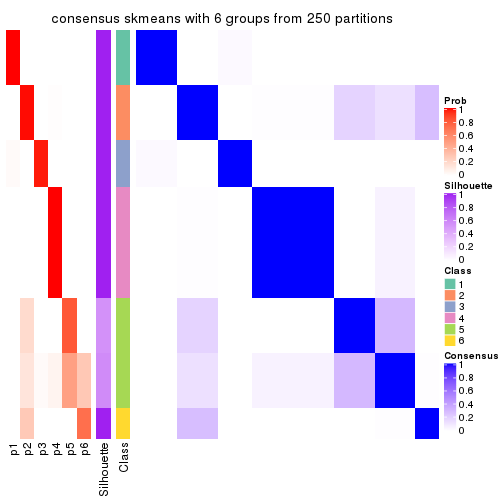 consensus skmeans with 6 groups from 250 partitions
p1
p2
p3
p4
p5
p6
Silhouette
Class
Prob
1
0.8
0.6
0.4
0.2
0
Silhouette
1
0.8
0.6
0.4
0.2
0
Class
1
2
3
4
5
6
Consensus
1
0.8
0.6
0.4
0.2
0